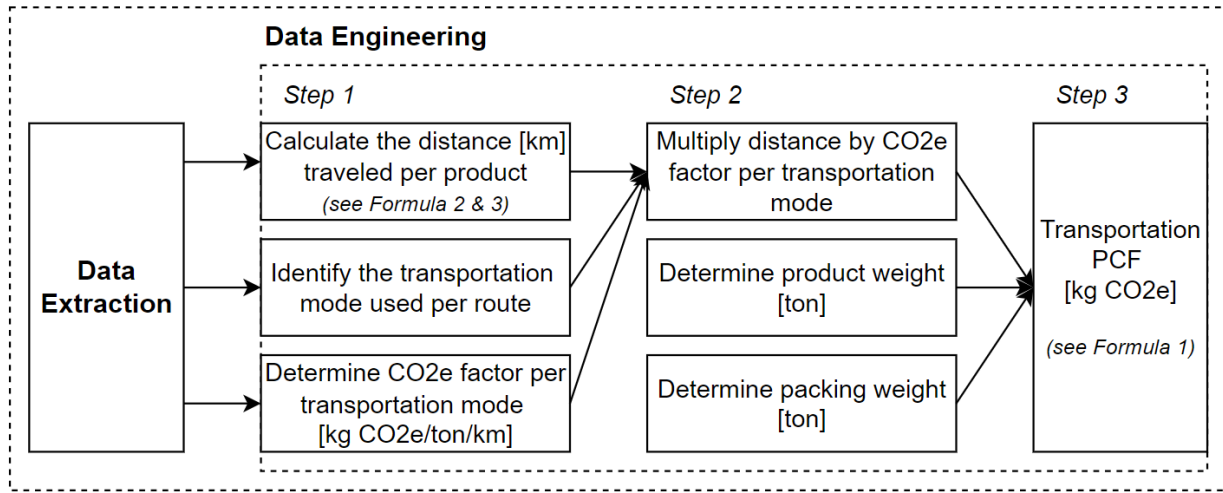 Data Engineering
Step 1
Step 2
Step 3
Data
Extraction
Calculate the distance [km]
traveled per product
(see Formula 2 & 3)
Identify the transportation
mode used per route
Determine CO2e factor per
transportation mode
[kg CO2e/ton/km]
Multiply distance by CO2e
factor per transportation
mode
Determine product weight
[ton]
Determine packing weight
[ton]
Transportation
PCF
[kg CO2e]
(see Formula 1)